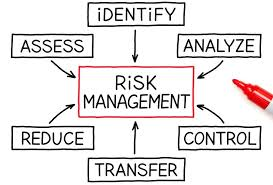 iDENTiFY
ASSESS
ANALYZE
RiSK
MANAGEMENT
REDUCE
CONTROL
TRANSFER